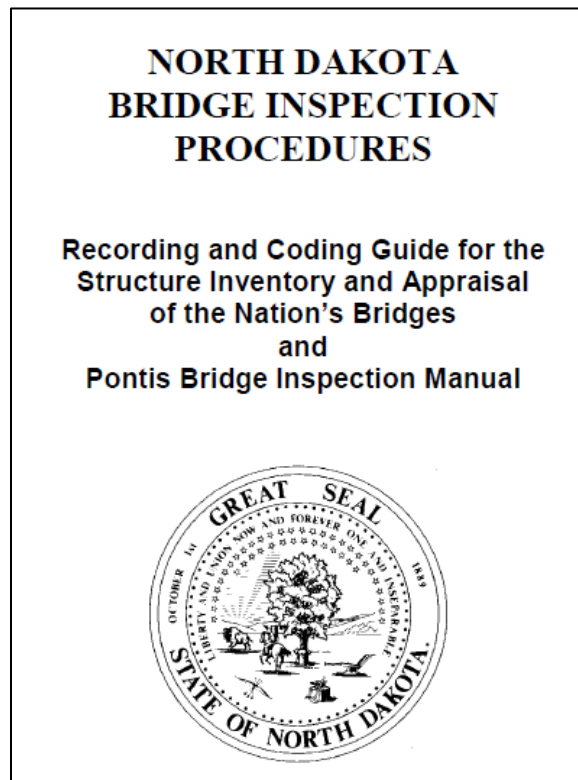 NORTH DAKOTA
BRIDGE INSPECTION
PROCEDURES
Recording and Coding Guide for the
Structure Inventory and Appraisal
of the Nation’s Bridges
and
Pontis Bridge Inspection Manual
GREAT SEAL
OCTOBER 1st
1889
LIBERTY AND UNION NOW AND FOREVER ONE AND INSEPARABLE
STATE OF NORTH DAKOTA.